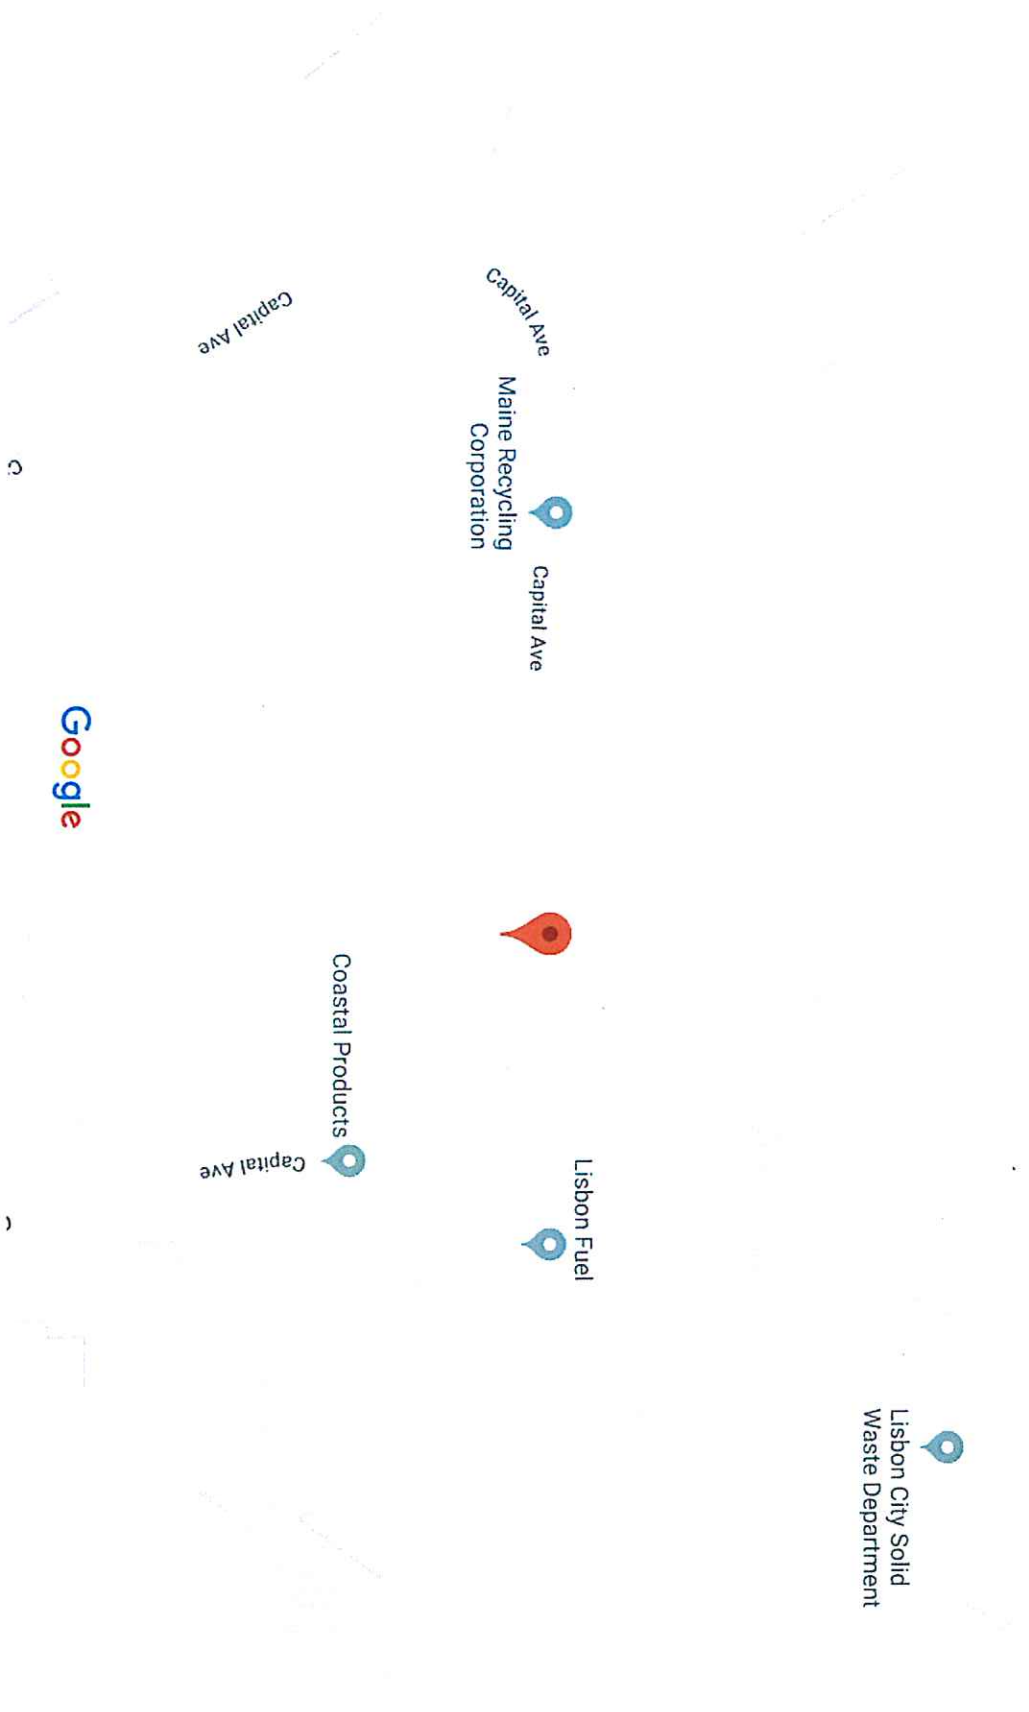 Lisbon City Solid
Waste Department
Lisbon Fuel
Capital Ave
Capital Ave
Maine Recycling
Corporation
Coastal Products
Capital Ave
Capital Ave
Google